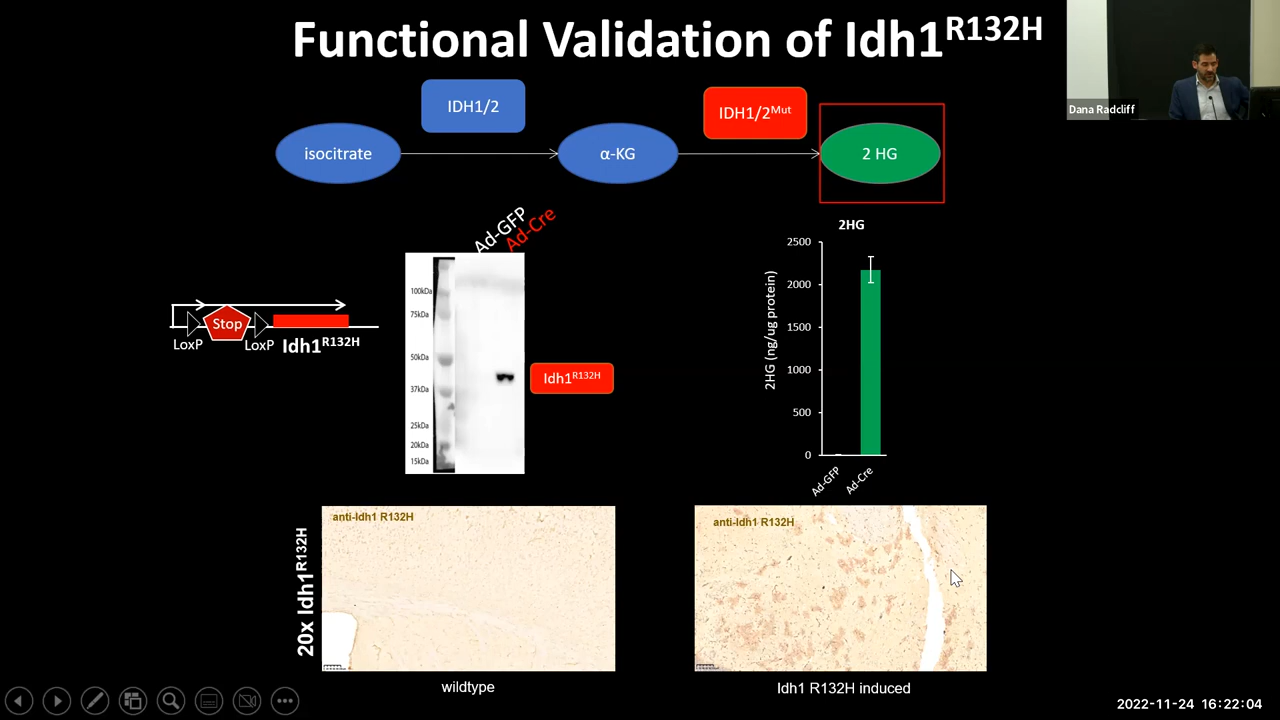 Functional Validation of Idh1R132H
Dana Radcliff
IDH1/2
IDH1/2Mut
isocitrate
α-KG
2 HG
Ad-GFP
Ad-Cre
100kDa
75kDa
50kDa
37kDa
25kDa
20kDa
15kDa
Stop
LoxP
LoxP
Idh1R132H
Idh1R132H
2HG
2HG (ng/ug protein)
2500
2000
1500
1000
500
0
Ad-GFP
Ad-Cre
20x Idh1R132H
anti-Idh1 R132H
anti-Idh1 R132H
wildtype
Idh1 R132H induced
2022-11-24 16:22:04